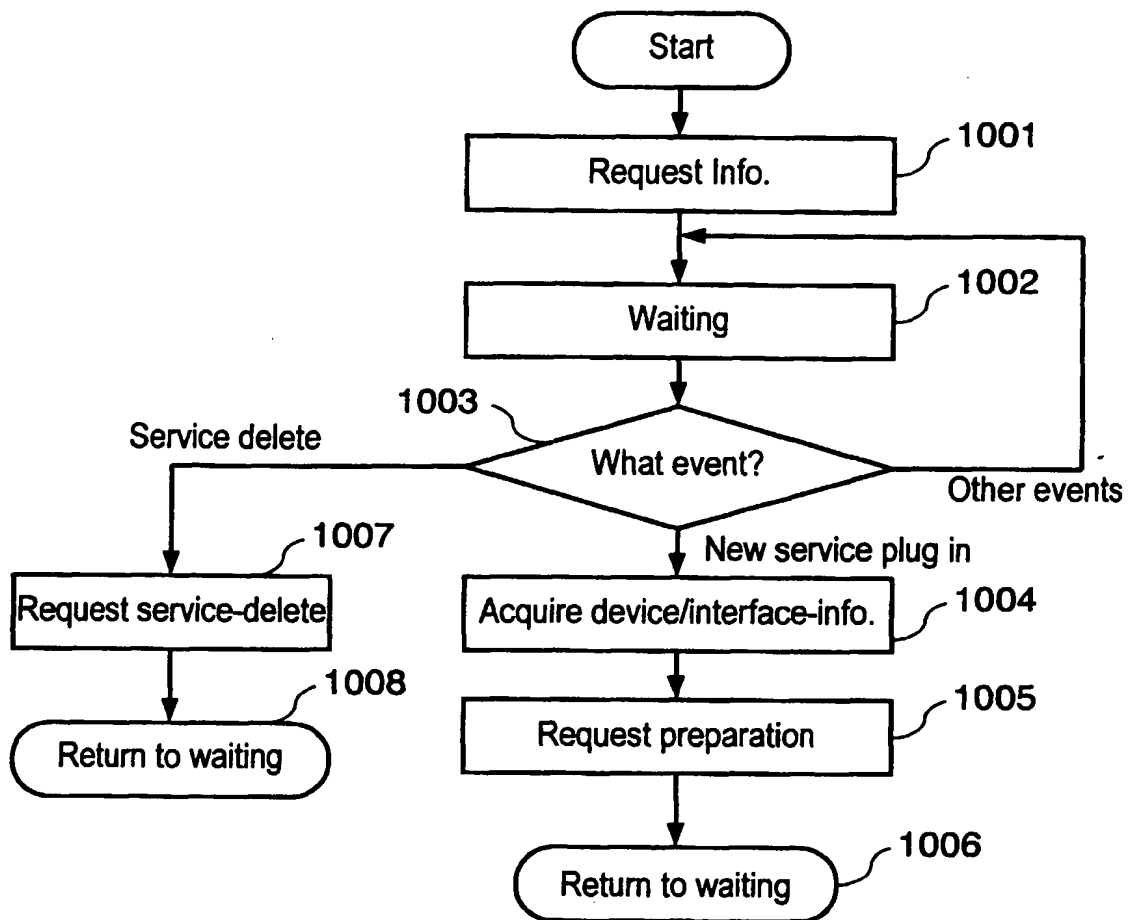 Start
1001
Request Info.
1002
Waiting
1003
Service delete
What event?
Other events
1007
New service plug in
Request service-delete
Acquire device/interface-info.
1004
1008
1005
Return to waiting
Request preparation
1006
Return to waiting